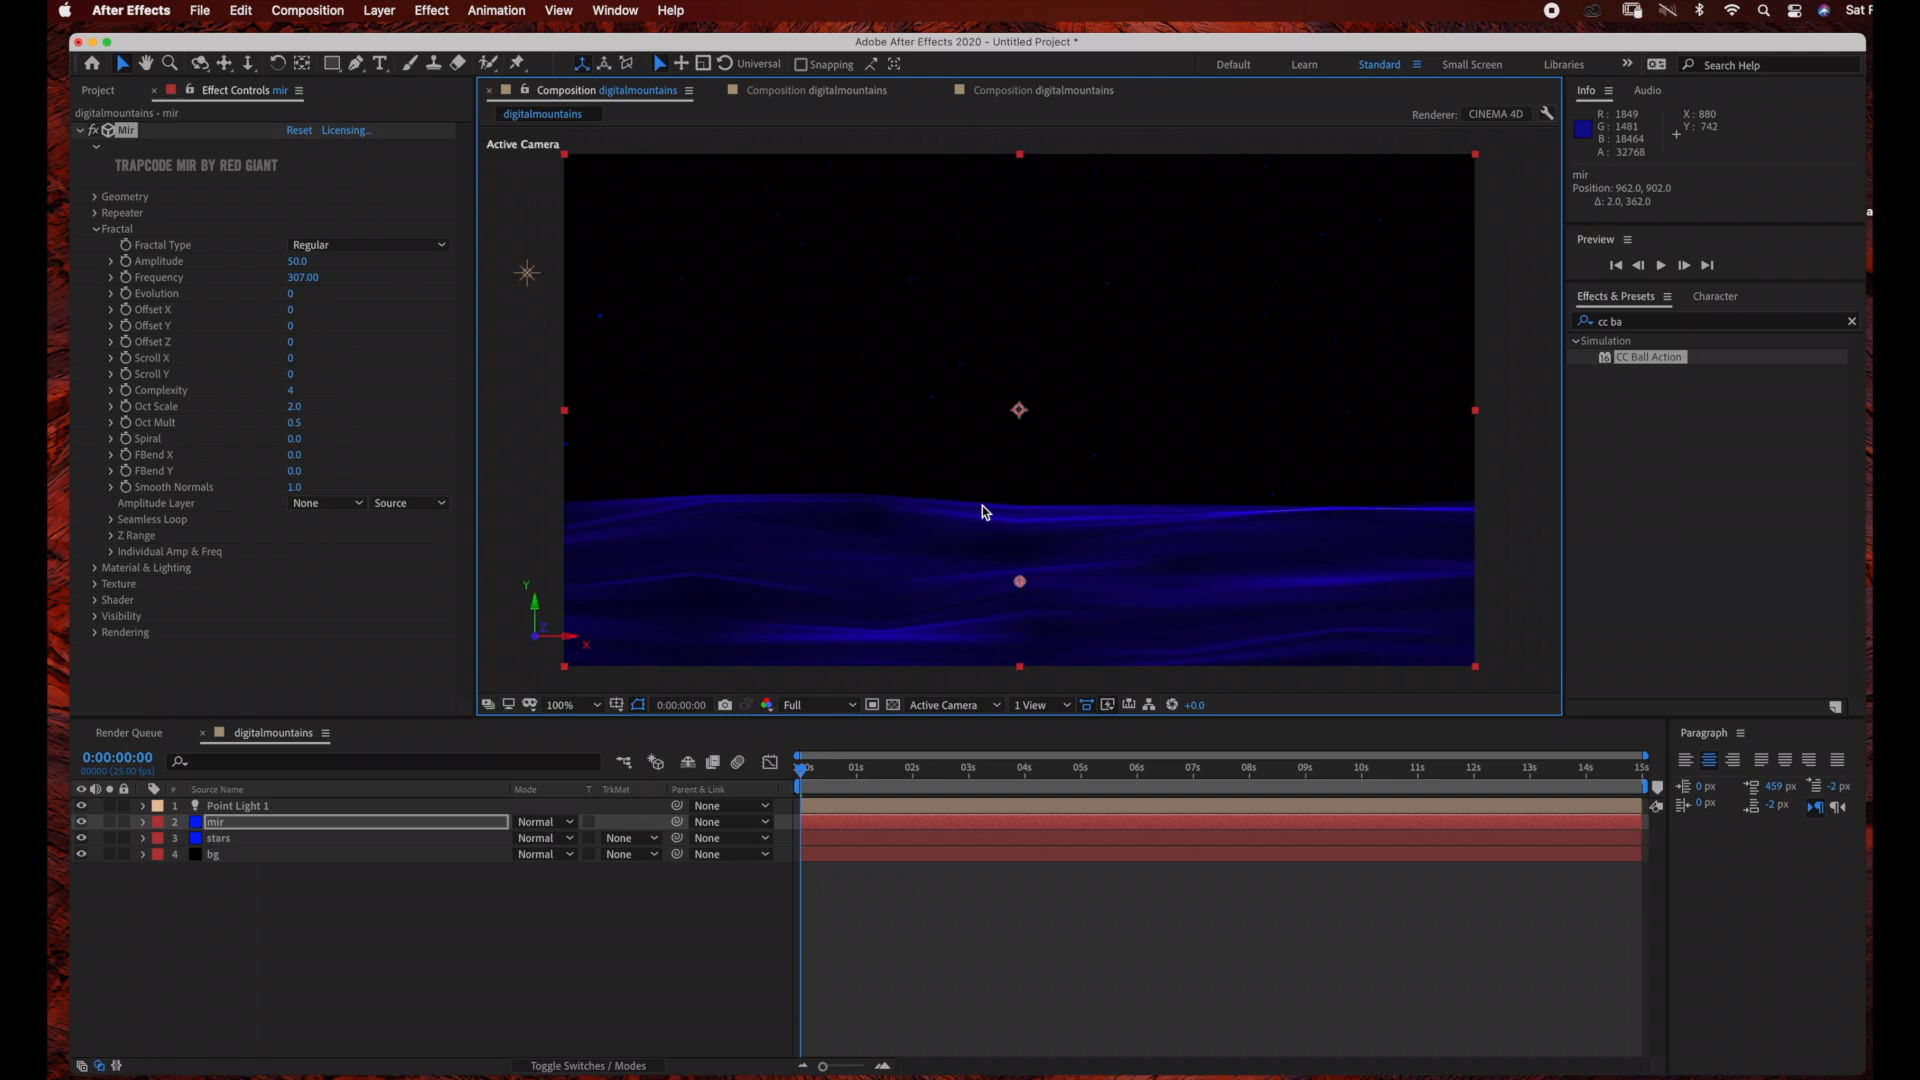 After Effects File Edit Composition Layer Effect Animation View Window Help Sat F
Adobe After Effects 2020 - Untitled Project *
Universal Snapping Default Learn Standard Small Screen Libraries Search Help
Project Effect Controls mir Composition digitalmountains Composition digitalmountains Composition digitalmountains Info Audio
digitalmountains • mir
digitalmountains
Renderer: CINEMA 4D
R: 1849 X: 880
G: 1481 Y: 742
B: 18464
A: 32768
fx Mir Reset Licensing...
Active Camera
TRAPCODE MIR BY RED GIANT
mir
Position: 962.0, 902.0
Δ: 2.0, 362.0
Geometry
Repeater
Fractal
Fractal Type Regular
Amplitude 50.0
Frequency 307.00
Evolution 0
Offset X 0
Offset Y 0
Offset Z 0
Scroll X 0
Scroll Y 0
Complexity 4
Oct Scale 2.0
Oct Mult 0.5
Spiral 0.0
FBend X 0.0
FBend Y 0.0
Smooth Normals 1.0
Amplitude Layer None Source
Seamless Loop
Z Range
Individual Amp & Freq
Material & Lighting
Texture
Shader
Visibility
Rendering
Preview
Effects & Presets Character
cc ba
Simulation
16 CC Ball Action
a
Y
Z
X
100% 0:00:00:00 Full Active Camera 1 View +0.0
Render Queue digitalmountains
0:00:00:00
00000 (25.00 fps)
# Source Name Mode T TrkMat Parent & Link
1 Point Light 1 None
2 mir Normal None
3 stars Normal None None
4 bg Normal None None
01s 02s 03s 04s 05s 06s 07s 08s 09s 10s 11s 12s 13s 14s 15s
Paragraph
0 px 459 px -2 px
0 px -2 px
Toggle Switches / Modes